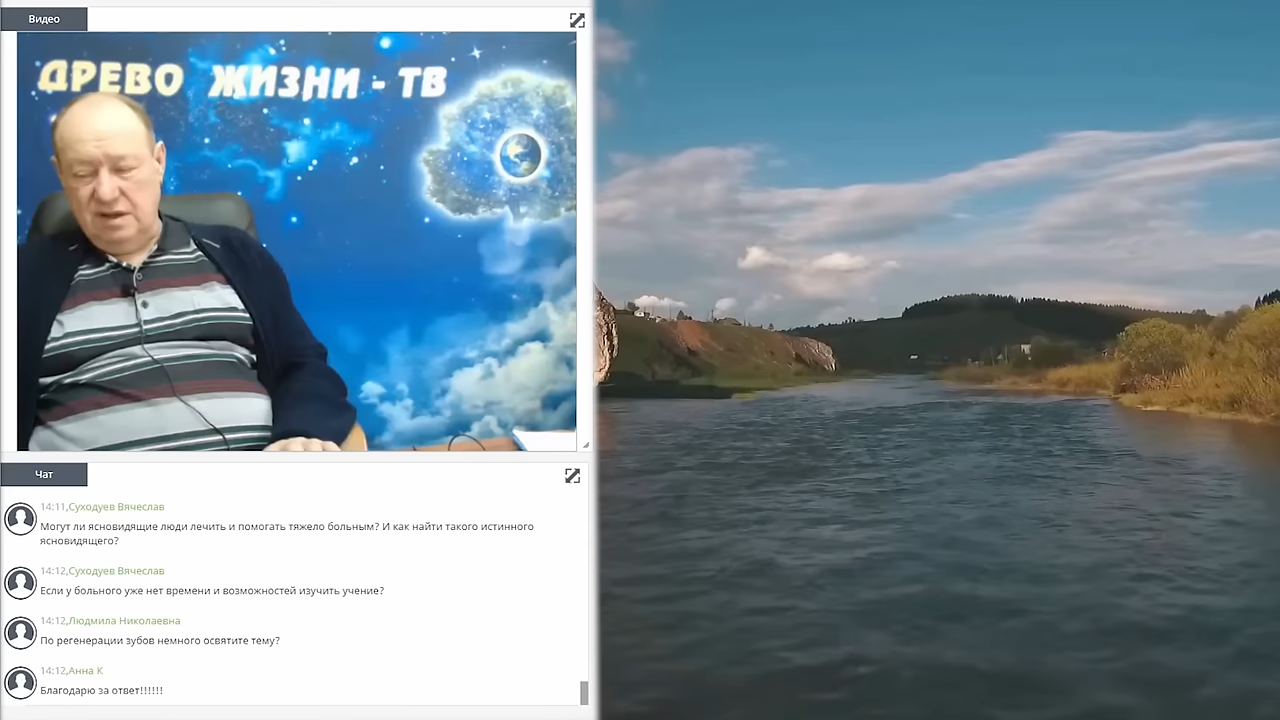 Видео
ДРЕВО ЖИЗНИ - ТВ
Чат
14:11,Суходуев Вячеслав
Могут ли ясновидящие люди лечить и помогать тяжело больным? И как найти такого истинного
ясновидящего?
14:12,Суходуев Вячеслав
Если у больного уже нет времени и возможностей изучить учение?
14:12,Людмила Николаевна
По регенерации зубов немного освятите тему?
14:12,Анна К
Благодарю за ответ!!!!!!